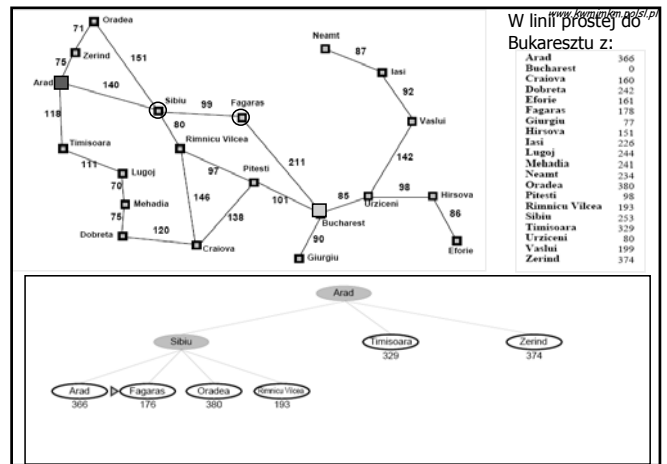 www.kwmimkm.polsl.pl
W linii prostej do
Bukaresztu z:
Arad 366
Bucharest 0
Craiova 160
Dobreta 242
Eforie 161
Fagaras 178
Giurgiu 77
Hirsova 151
Iasi 226
Lugoj 244
Mehadia 241
Neamt 234
Oradea 380
Pitesti 98
Rimnicu Vilcea 193
Sibiu 253
Timisoara 329
Urziceni 80
Vaslui 199
Zerind 374
Oradea
71
Neamt
87
Zerind
151
Iasi
75
Arad
140
92
Sibiu
99
Fagaras
118
80
Vaslui
Rimnicu Vilcea
Timisoara
142
111
211
Lugoj
97
Pitesti
70
98
Hirsova
146
85
101
Urziceni
Mehadia
138
86
75
120
Bucharest
Dobreta
90
Craiova
Eforie
Giurgiu
Arad
Sibiu
Timisoara
Zerind
329
374
Arad
Fagaras
Oradea
Rimnicu Vilcea
366
176
380
193